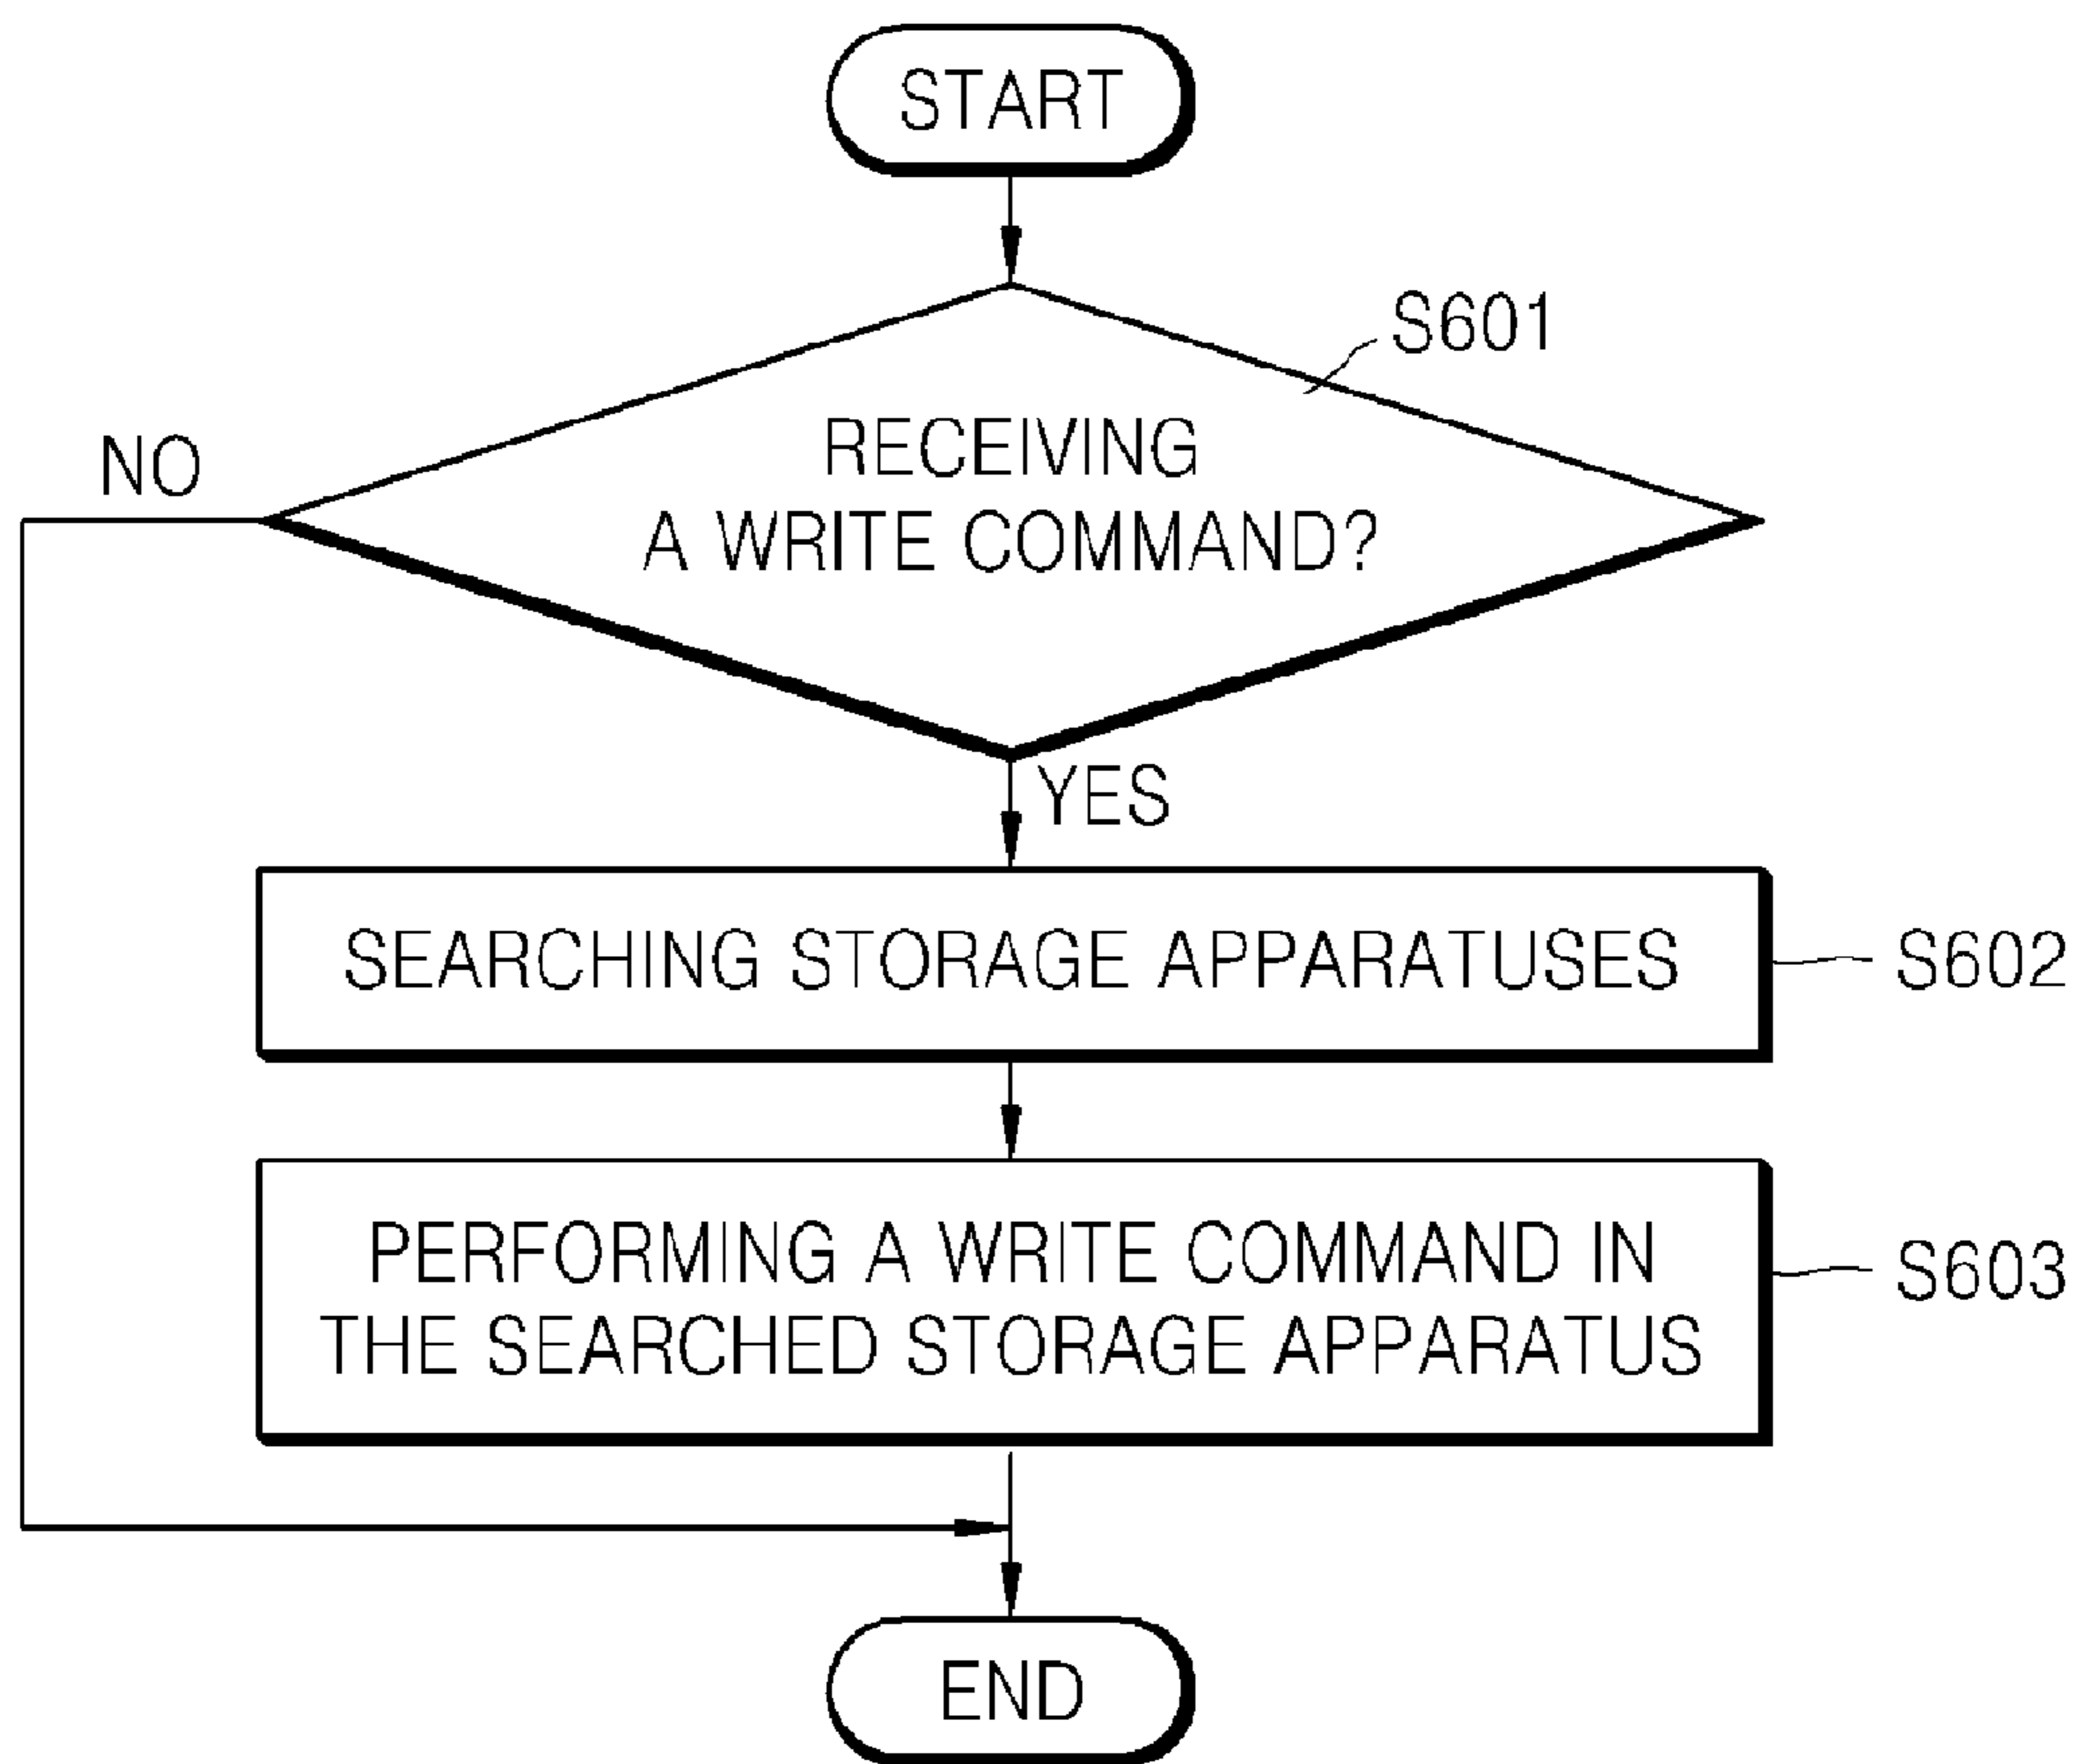 START
S601
RECEIVING
NO
A WRITE COMMAND?
YES
SEARCHING STORAGE APPARATUSES
S602
PERFORMING A WRITE COMMAND IN
THE SEARCHED STORAGE APPARATUS
S603
END